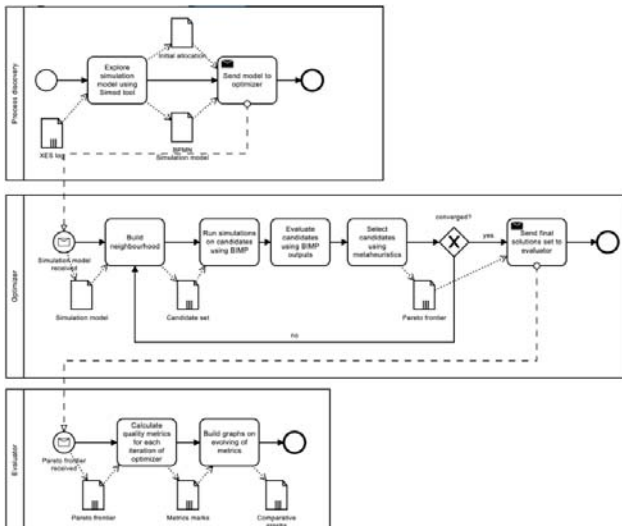 Process discovery
Explore
simulation
model using
Simod tool
Initial allocation
Send model to
optimizer
XES log
BPMN
Simulation model
Optimizer
Simulation model
received
Build
neighbourhood
Run simulations
on candidates
using BIMP
Evaluate
candidates
using BIMP
outputs
Select
candidates
using
metaheuristics
converged?
yes
Send final
solutions set to
evaluator
Simulation model
Candidate set
Pareto frontier
no
Evaluator
Pareto frontier
received
Calculate
quality metrics
for each
iteration of
optimizer
Build graphs on
evolving of
metrics
Pareto frontier
Metrics marks
Comparative